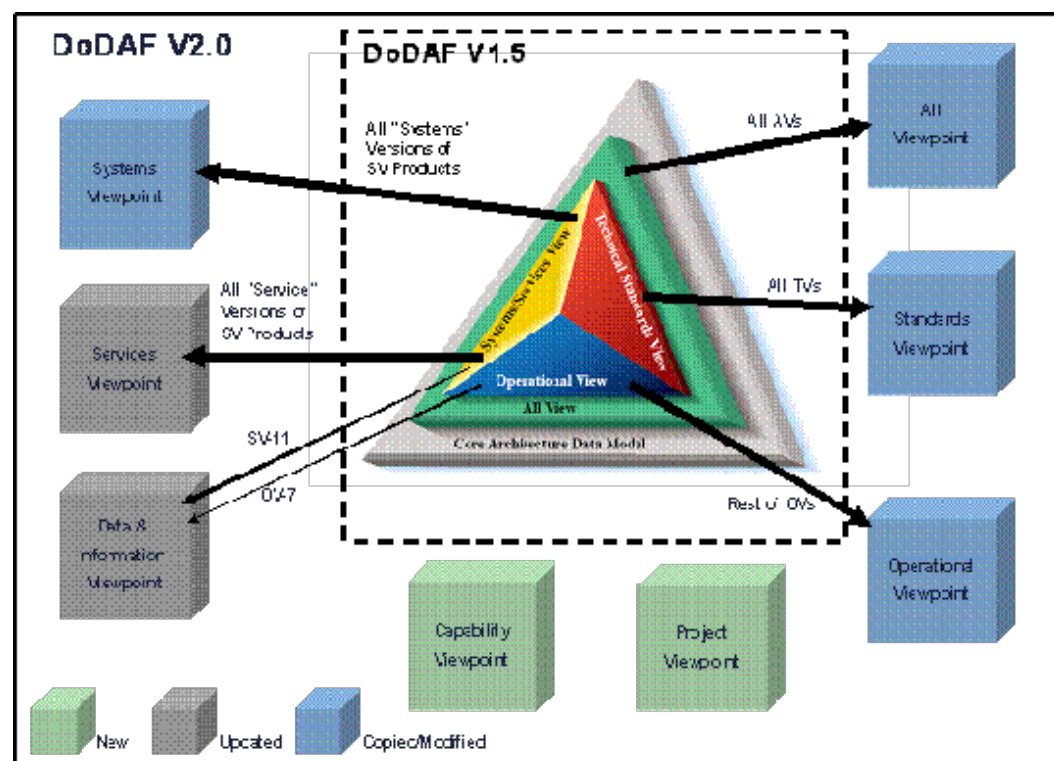 DoDAF V2.0
DoDAF V1.5
All "Systems"
Versions of
SV Products
All AVs
All
Viewpoint
Systems
Viewpoint
Systems/Services View
Technical Standards View
All "Service"
Versions of
SV Products
All TVs
Standards
Viewpoint
Services
Viewpoint
Operational View
All View
Core Architecture Data Model
SV-11
OV-7
Rest of OVs
Data &
Information
Viewpoint
Operational
Viewpoint
Capability
Viewpoint
Project
Viewpoint
New
Updated
Copied/Modified